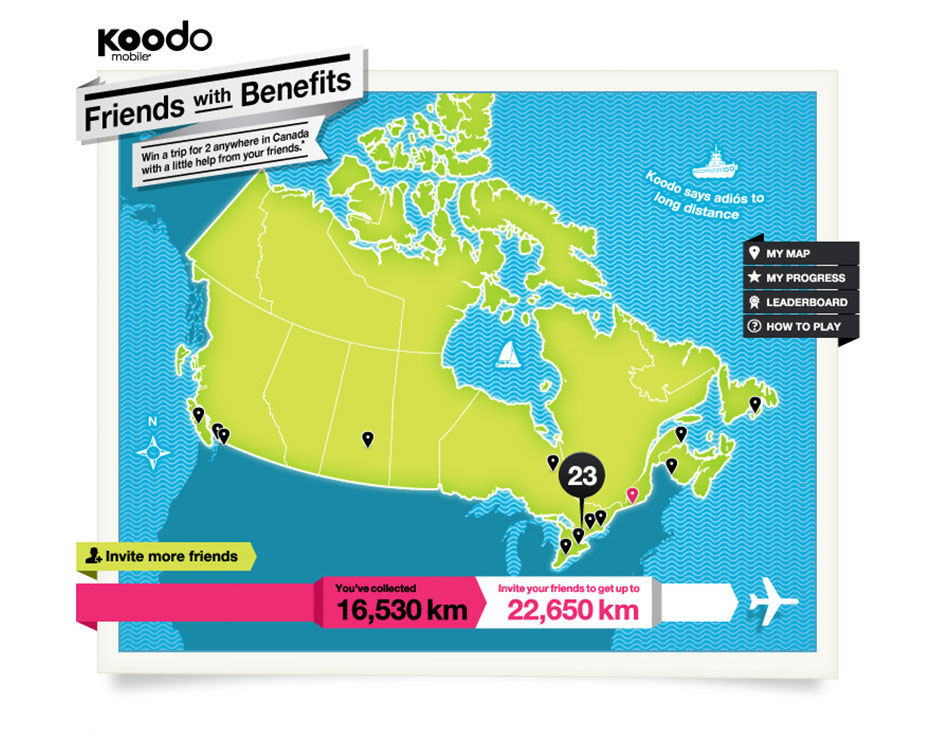 Koodo
mobile
Friends with Benefits
Win a trip for 2 anywhere in Canada
with a little help from your friends.*
Koodo says adiós to
long distance
MY MAP
MY PROGRESS
LEADERBOARD
HOW TO PLAY
N
23
Invite more friends
You've collected
16,530 km
Invite your friends to get up to
22,650 km